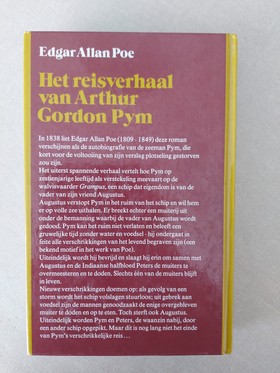 Edgar Allan Poe
Het reisverhaal
van Arthur
Gordon Pym
In 1838 liet Edgar Allan Poe (1809 - 1849) deze roman
verschijnen als de autobiografie van de zeeman Pym, die
kort voor de voltooiing van zijn verslag plotseling gestorven
zou zijn.
Het uiterst spannende verhaal vertelt hoe Pym op
zestienjarige leeftijd als verstekeling meevaart op de
walvisvaarder Grampus, een schip dat eigendom is van de
vader van zijn vriend Augustus.
Augustus verstopt Pym in het ruim van het schip en wil hem
er op volle zee uithalen. Er breekt echter een muiterij uit
onder de bemanning waarbij de vader van Augustus wordt
gedood. Pym kan het ruim niet verlaten en beleeft een
gruwelijke tijd zonder water en voedsel - hij ondergaat in
feite alle verschrikkingen van het levend begraven zijn (een
bekend motief in het werk van Poe).
Uiteindelijk wordt hij bevrijd en slaagt hij erin om samen met
Augustus en de Indiaanse halfbloed Peters de muiters te
overmeesteren en te doden. Slechts één van de muiters blijft
in leven.
Nieuwe verschrikkingen doemen op: als gevolg van een
storm wordt het schip volslagen stuurloos; uit gebrek aan
voedsel zijn de mannen genoodzaakt de enige overgebleven
muiter te doden en op te eten. Toch sterft ook Augustus.
Uiteindelijk worden Pym en Peters, de waanzin nabij, door
een ander schip opgepikt. Maar dit is nog lang niet het einde
van Pym's verschrikkelijke reis...